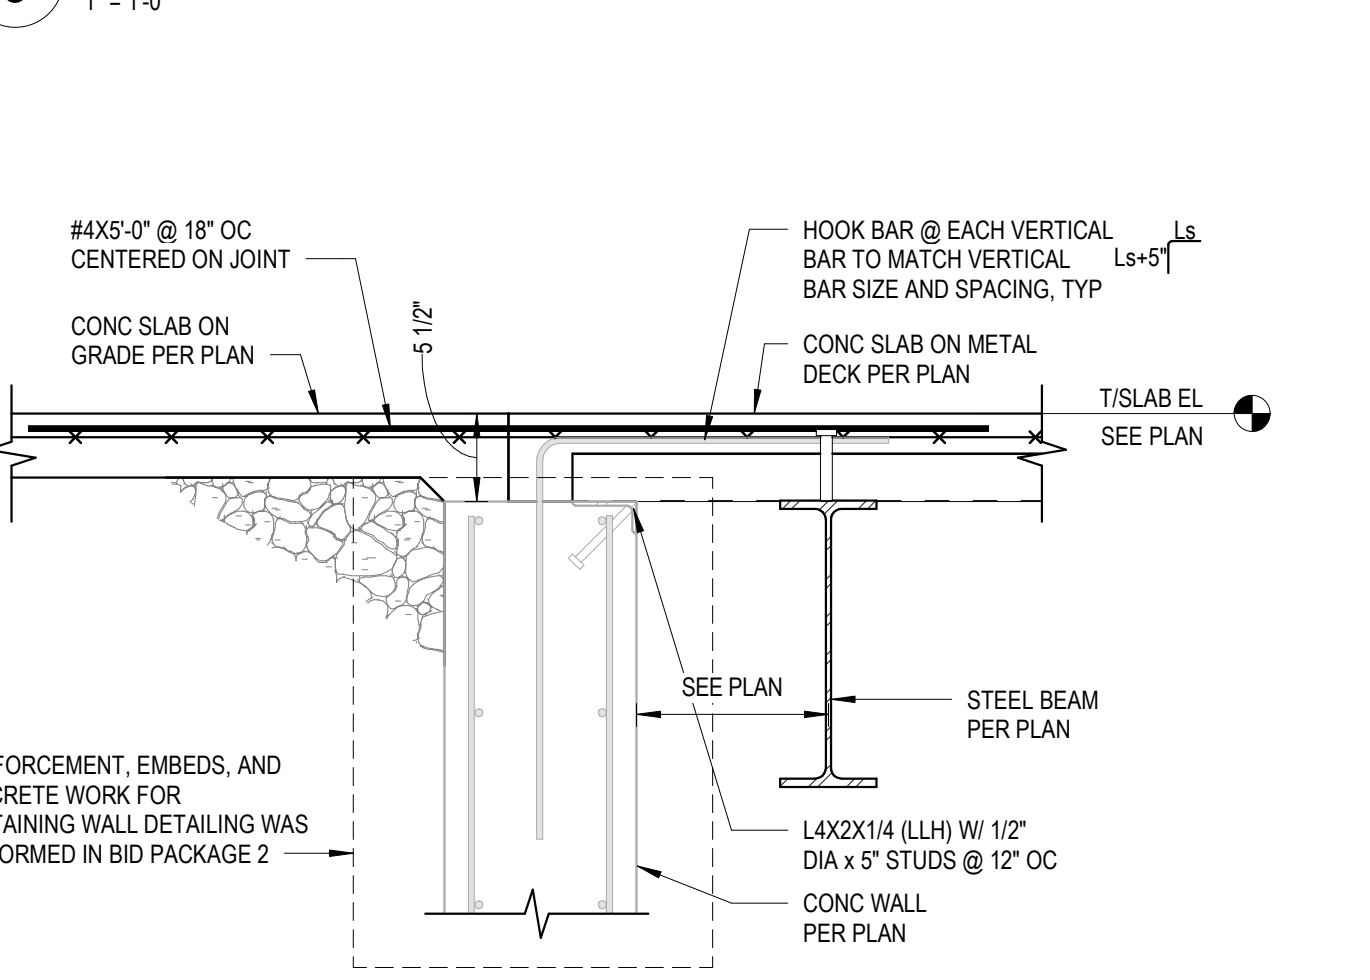 1" = 1'-0"
#4X5'-0" @ 18" OC
CENTERED ON JOINT
CONC SLAB ON
GRADE PER PLAN
5 1/2"
HOOK BAR @ EACH VERTICAL
BAR TO MATCH VERTICAL
BAR SIZE AND SPACING, TYP
Ls
Ls+5"
CONC SLAB ON METAL
DECK PER PLAN
T/SLAB EL
SEE PLAN
SEE PLAN
STEEL BEAM
PER PLAN
FORCEMENT, EMBEDS, AND
CRETE WORK FOR
TAINING WALL DETAILING WAS
FORMED IN BID PACKAGE 2
L4X2X1/4 (LLH) W/ 1/2"
DIA x 5" STUDS @ 12" OC
CONC WALL
PER PLAN